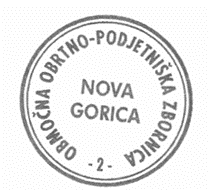 OBMOČNA OBRTNO-PODJETNIŠKA ZBORNICA
NOVA
GORICA
- 2 -